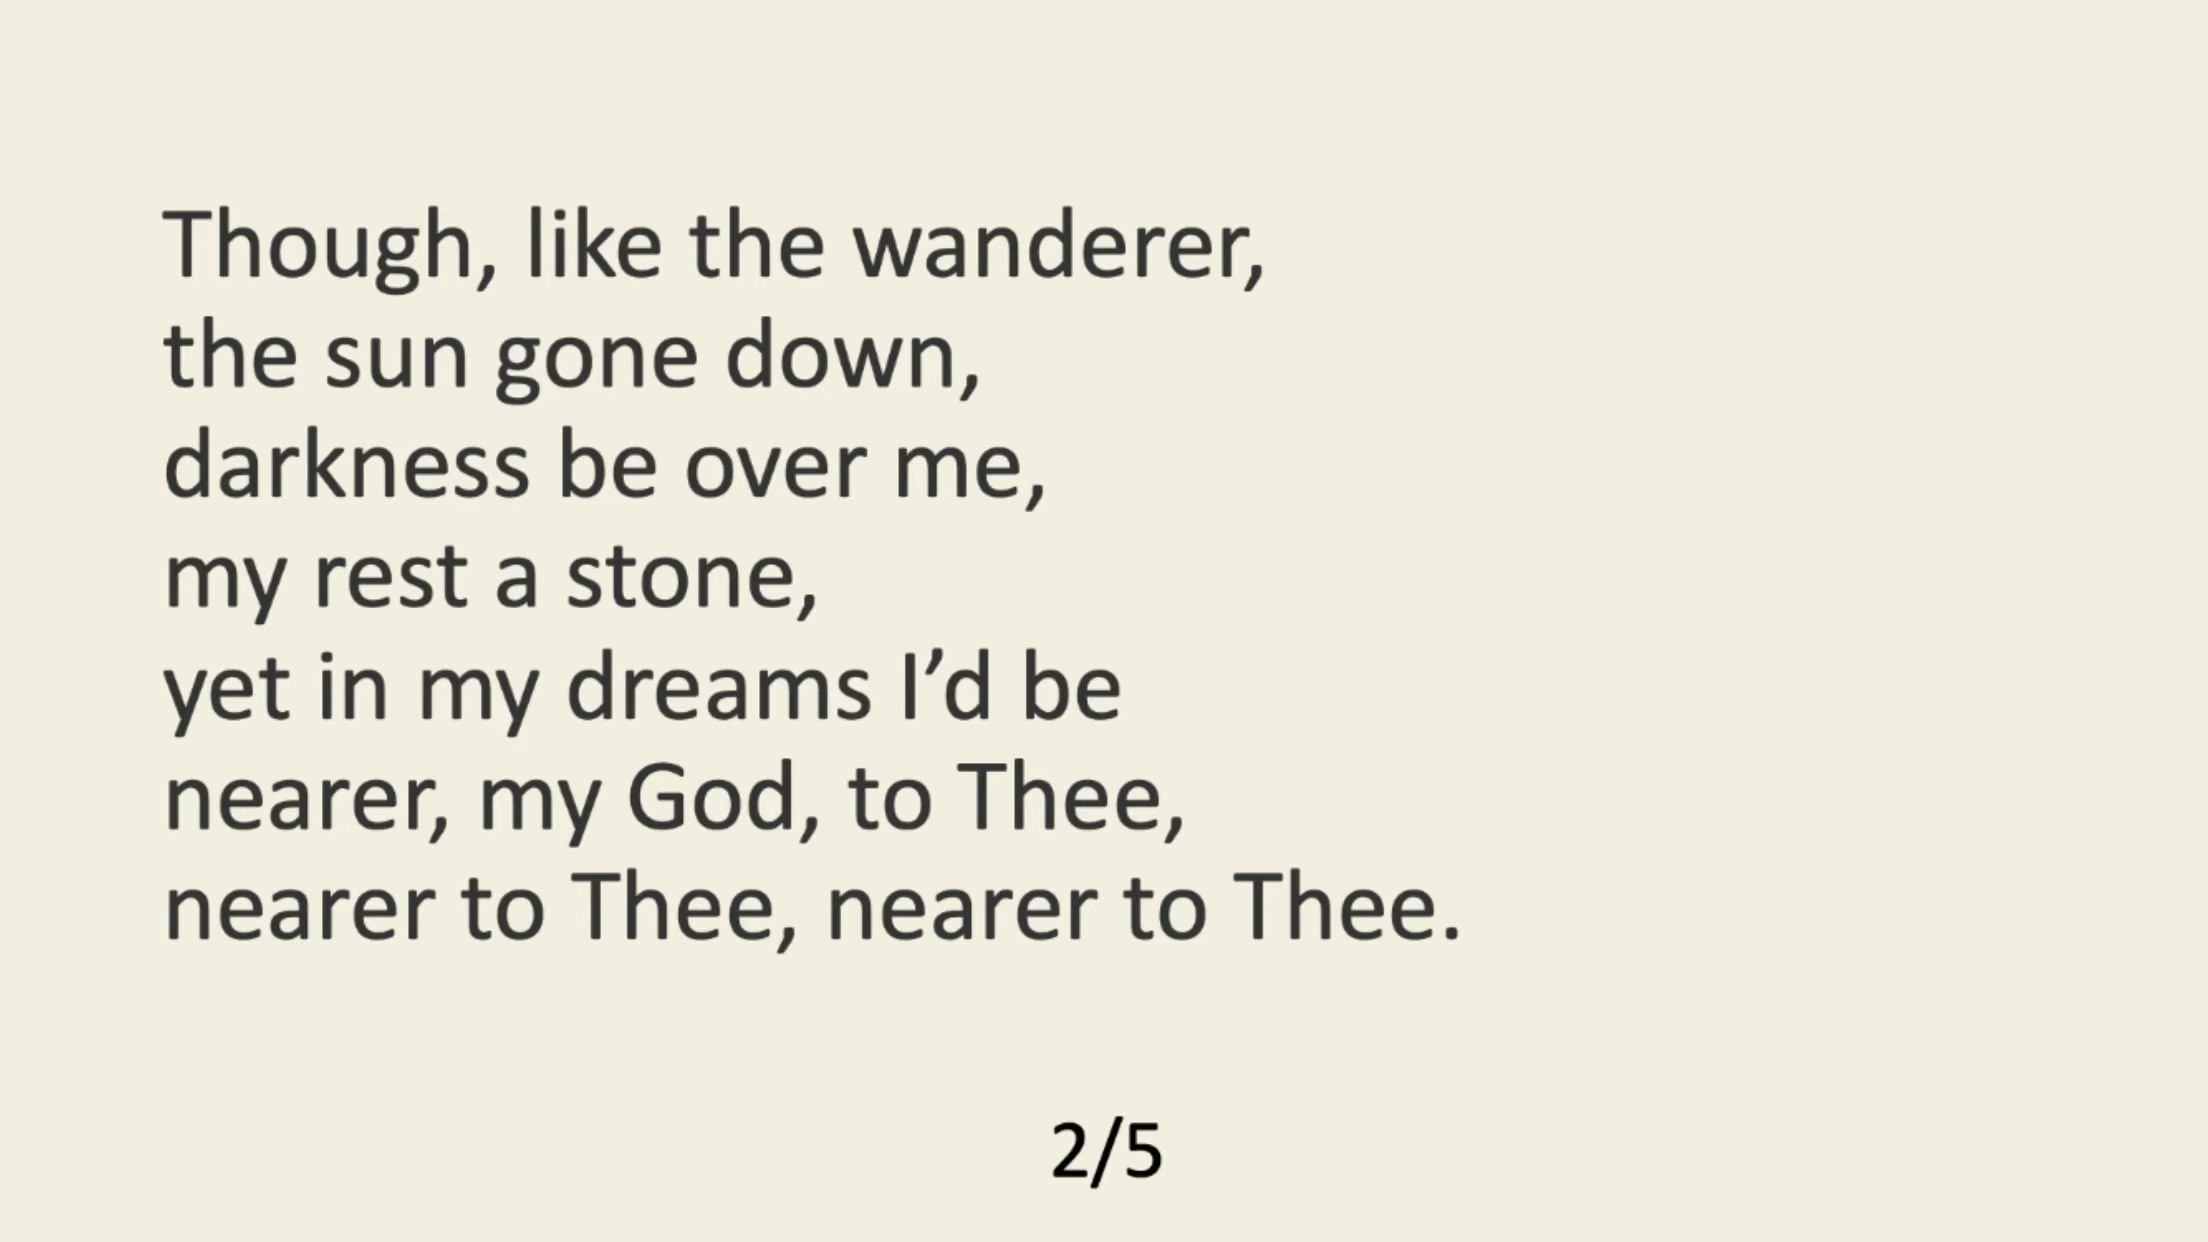 Though, like the wanderer,
the sun gone down,
darkness be over me,
my rest a stone,
yet in my dreams I’d be
nearer, my God, to Thee,
nearer to Thee, nearer to Thee.
2/5